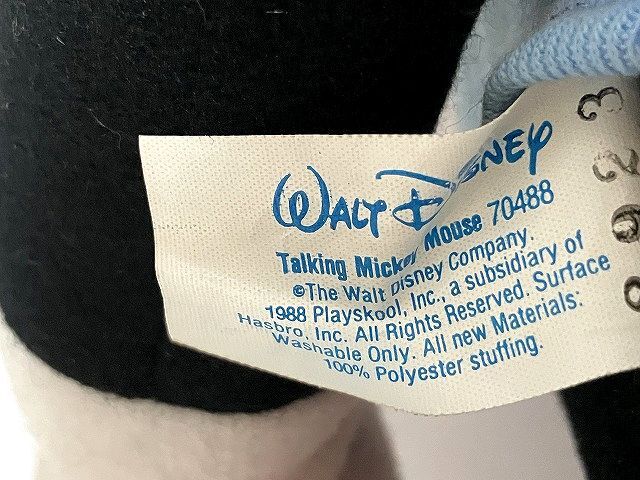 WALT DISNEY
Talking Mickey Mouse 70488
©The Walt Disney Company.
1988 Playskool, Inc., a subsidiary of
Hasbro, Inc. All Rights Reserved. Surface
Washable Only. All new Materials:
100% Polyester stuffing.